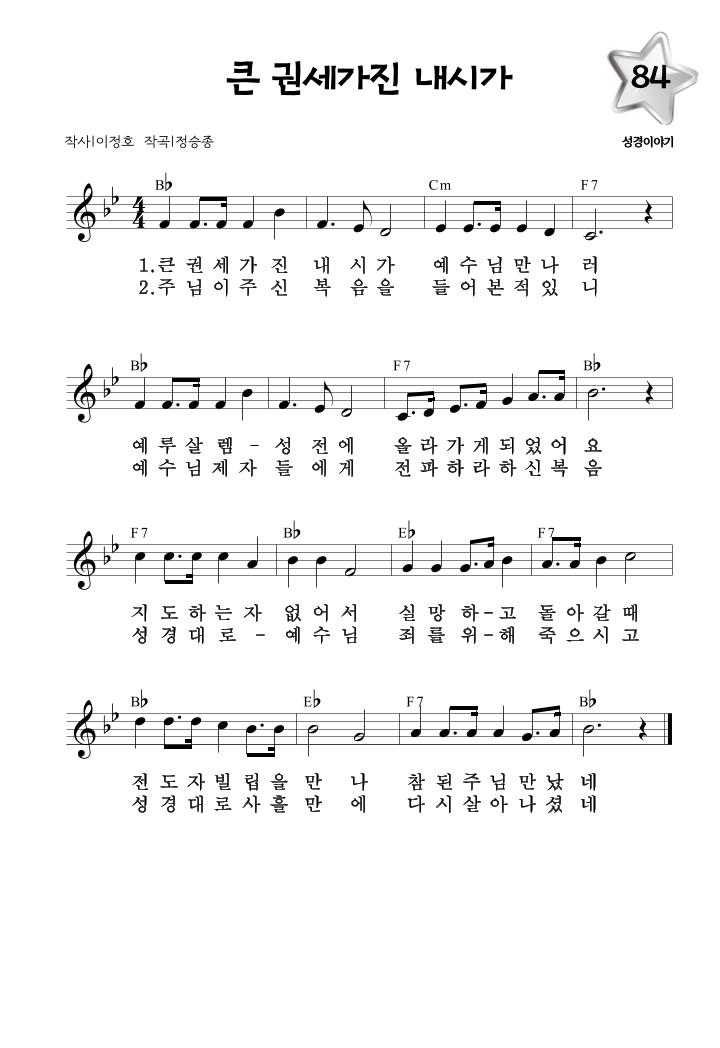 큰 권세가진 내시가
84
작사|이정호 작곡|정승종
성경이야기
B♭ Cm F7
4
4
1.큰 권 세 가 진 내 시 가 예 수 님 만 나 러
2.주 님 이 주 신 복 음 을 들 어 본 적 있 니
B♭ F7 B♭
예 루 살 렘 - 성 전 에 올 라 가 게 되 었 어 요
예 수 님 제 자 들 에 게 전 파 하 라 하 신 복 음
F7 B♭ E♭ F7
지 도 하 는 자 없 어 서 실 망 하 - 고 돌 아 갈 때
성 경 대 로 - 예 수 님 죄 를 위 - 해 죽 으 시 고
B♭ E♭ F7 B♭
전 도 자 빌 립 을 만 나 참 된 주 님 만 났 네
성 경 대 로 사 흘 만 에 다 시 살 아 나 셨 네